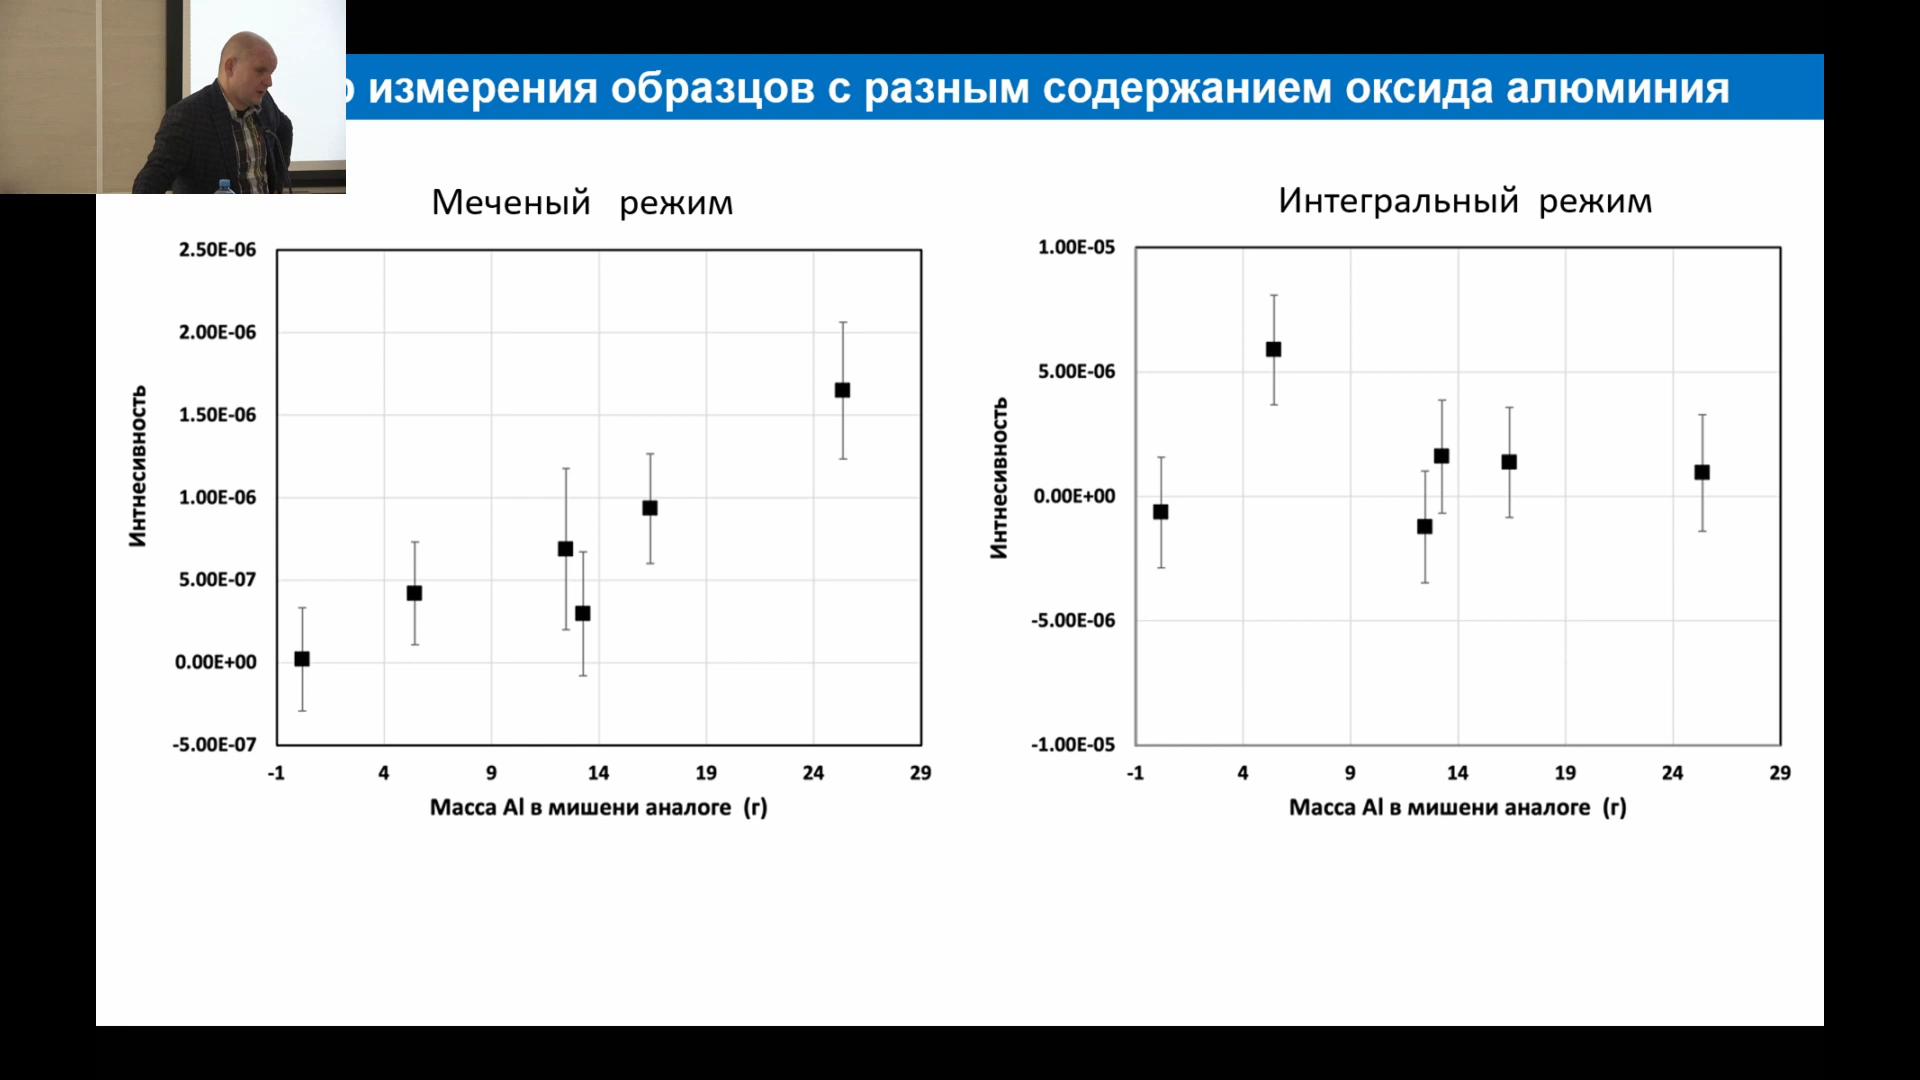 измерения образцов с разным содержанием оксида алюминия
Меченый режим
2.50E-06
2.00E-06
1.50E-06
1.00E-06
5.00E-07
0.00E+00
-5.00E-07
Интнесивность
-1 4 9 14 19 24 29
Масса Al в мишени аналоге (г)
Интегральный режим
1.00E-05
5.00E-06
0.00E+00
-5.00E-06
-1.00E-05
Интнесивность
-1 4 9 14 19 24 29
Масса Al в мишени аналоге (г)